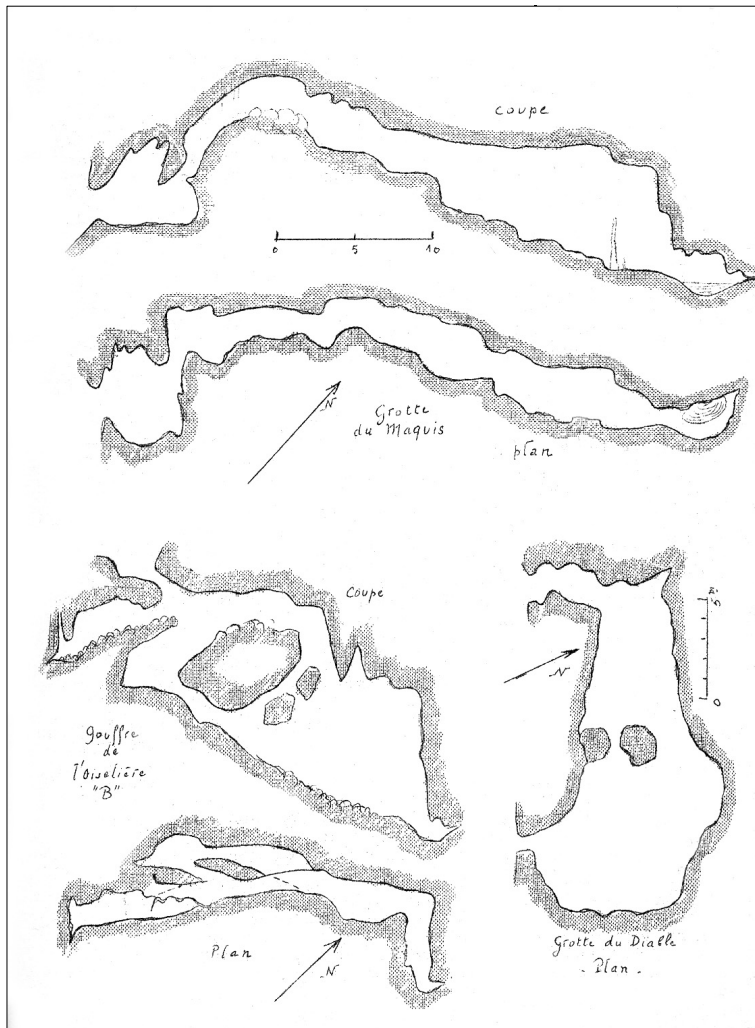 coupe
0 5 10
N
Grotte
du Maquis
plan
Coupe
5 m.
0
N
gouffre
de
l'Oiselière
"B"
Plan
N
Grotte du Diable
- Plan -